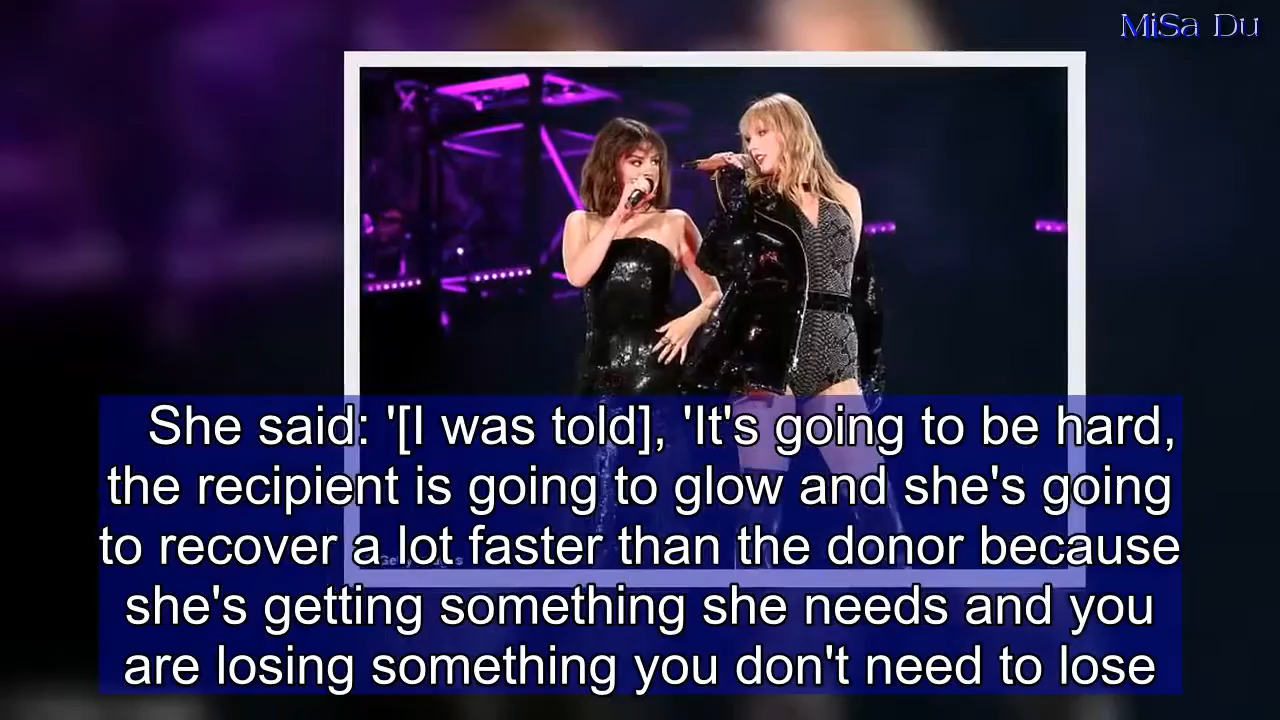 MiSa Du
She said: '[I was told], 'It's going to be hard,
the recipient is going to glow and she's going
to recover a lot faster than the donor because
she's getting something she needs and you
are losing something you don't need to lose